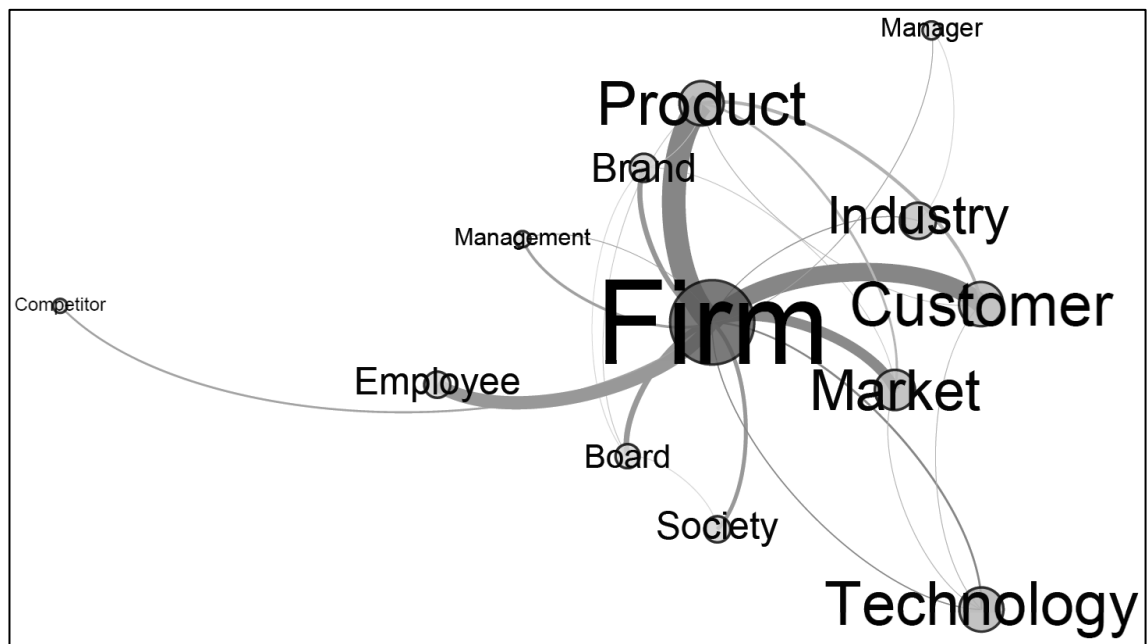 Manager
Product
Brand
Industry
Management
Competitor
Firm
Customer
Employee
Market
Board
Society
Technology